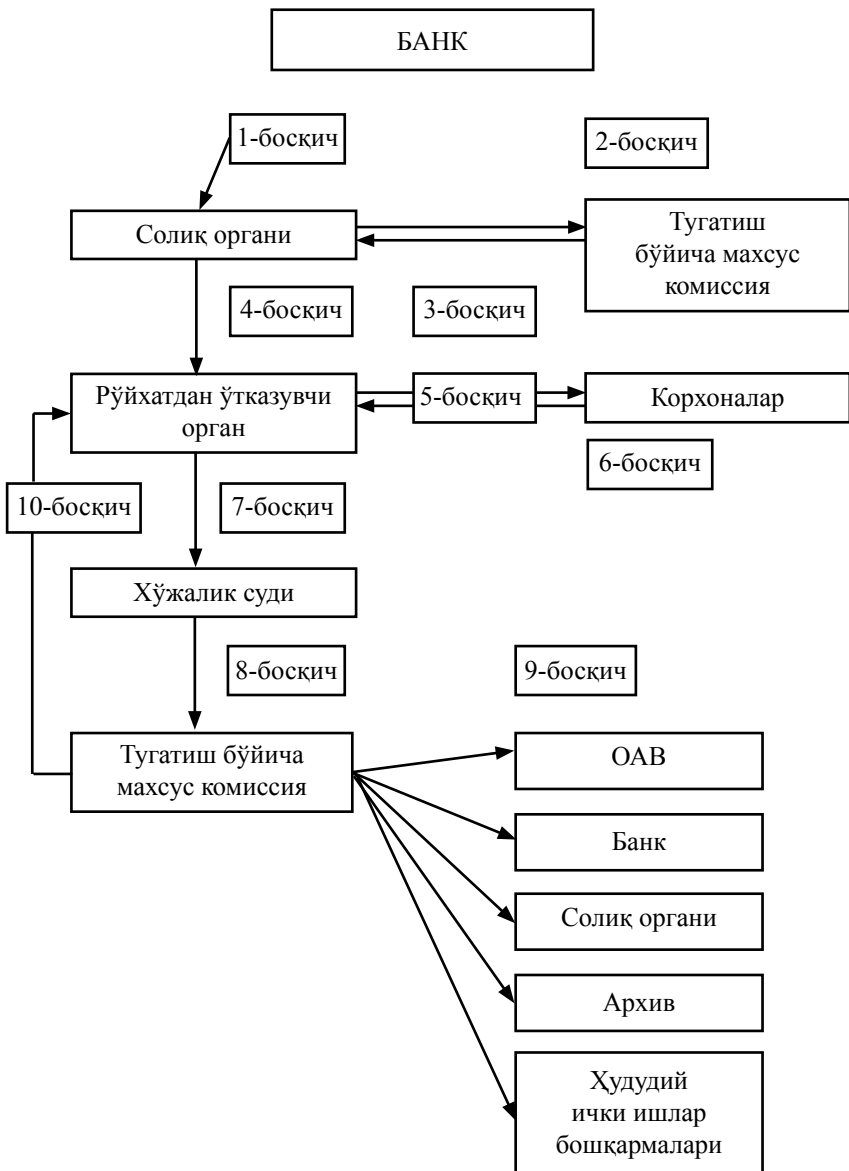 БАНК
1-босқич
2-босқич
Солиқ органи
Тугатиш
бўйича махсус
комиссия
4-босқич
3-босқич
Рўйхатдан ўтказувчи
орган
5-босқич
Корхоналар
6-босқич
10-босқич
7-босқич
Хўжалик суди
8-босқич
9-босқич
Тугатиш бўйича
махсус комиссия
ОАВ
Банк
Солиқ органи
Архив
Ҳудудий
ички ишлар
бошқармалари